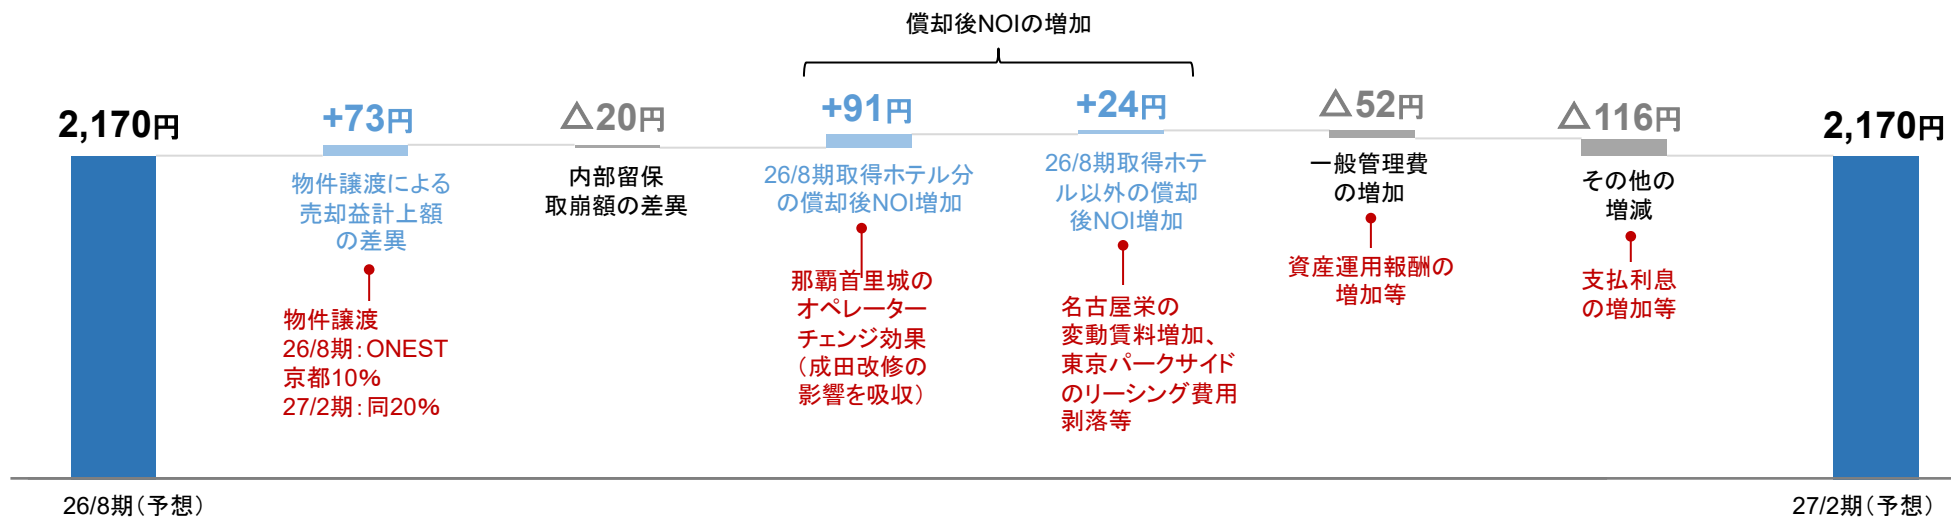 償却後NOIの増加
2,170円
+73円
物件譲渡による
売却益計上額
の差異
物件譲渡
26/8期：ONEST
京都10%
27/2期：同20%
△20円
内部留保
取崩額の差異
+91円
26/8期取得ホテル分
の償却後NOI増加
那覇首里城の
オペレーター
チェンジ効果
（成田改修の
影響を吸収）
+24円
26/8期取得ホテ
ル以外の償却
後NOI増加
名古屋栄の
変動賃料増加、
東京パークサイド
のリーシング費用
剥落等
△52円
一般管理費
の増加
資産運用報酬の
増加等
△116円
その他の
増減
支払利息
の増加等
2,170円
26/8期（予想）
27/2期（予想）